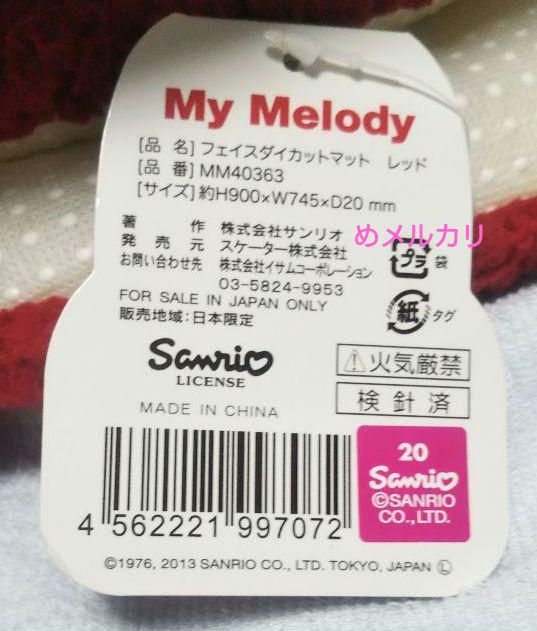 My Melody
[品 名] フェイスダイカットマット レッド
[品 番] MM40363
[サイズ] 約H900×W745×D20 mm
著 作 株式会社サンリオ
めメルカリ
発 売 元 スケーター株式会社
プラ 袋
お問い合わせ先 株式会社イサムコーポレーション
03-5824-9953
FOR SALE IN JAPAN ONLY
紙 タグ
販売地域:日本限定
Sanrio
LICENSE
⚠火気厳禁
検針済
MADE IN CHINA
20
Sanrio
©SANRIO
CO.,LTD.
4 562221 997072
©1976, 2013 SANRIO CO., LTD. TOKYO, JAPAN Ⓛ